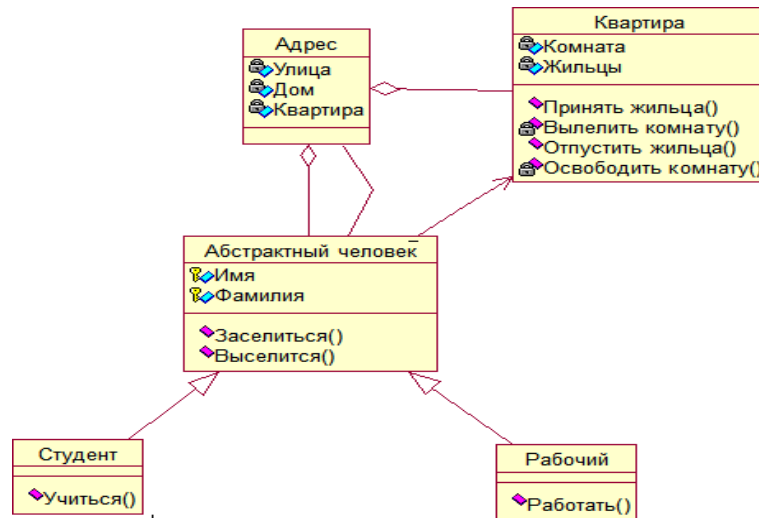 Адрес
Улица
Дом
Квартира
Квартира
Комната
Жильцы
Принять жильца()
Вылелить комнату()
Отпустить жильца()
Освободить комнату()
Абстрактный человек
Имя
Фамилия
Заселиться()
Выселится()
Студент
Учиться()
Рабочий
Работать()